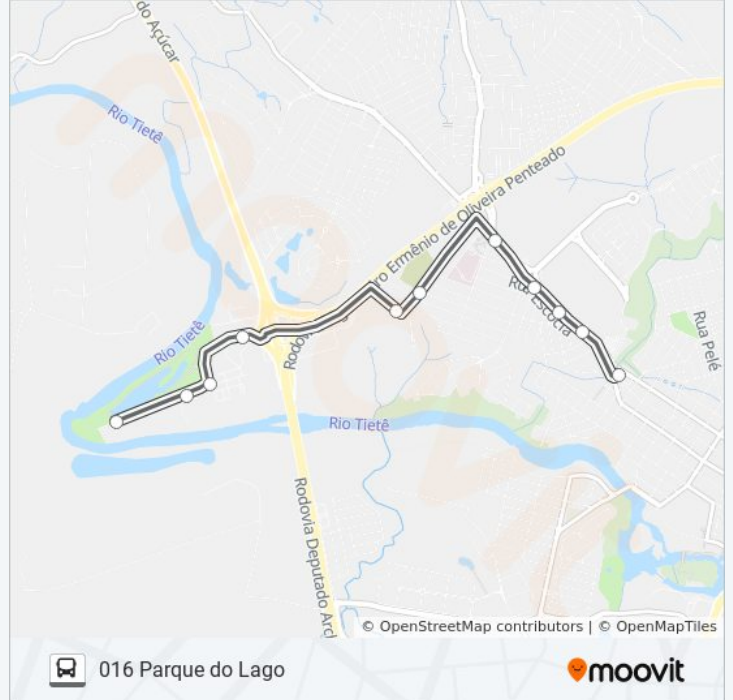 do Açúcar
Rio Tietê
ro Ermênio de Oliveira Penteado
Rua Escócia
Rio Tietê
Rodo
Rua Pelé
Rio Tietê
Rodovia Deputado Arcl
© OpenStreetMap contributors | © OpenMapTiles
016 Parque do Lago
moovit